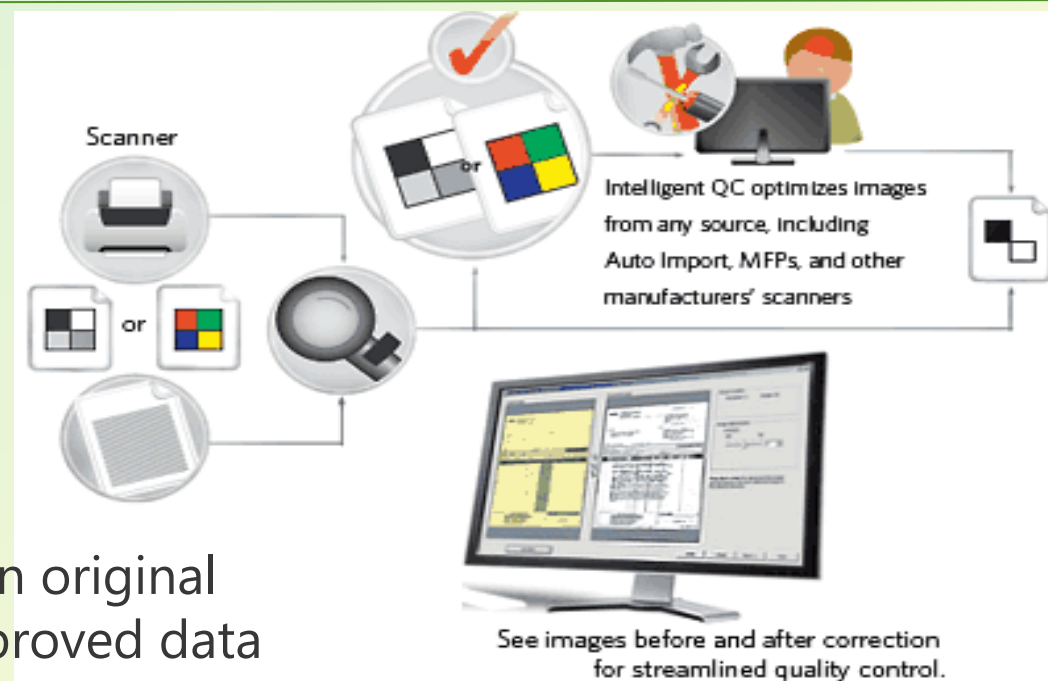 Scanner
or
or
Intelligent QC optimizes images
from any source, including
Auto Import, MFPs, and other
manufacturers' scanners
n original
proved data
See images before and after correction
for streamlined quality control.